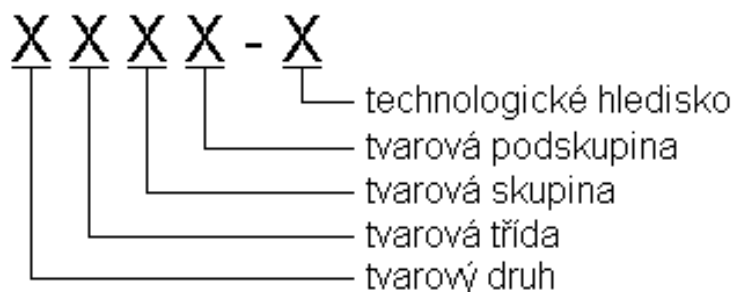 X X X X - X
technologické hledisko
tvarová podskupina
tvarová skupina
tvarová třída
tvarový druh